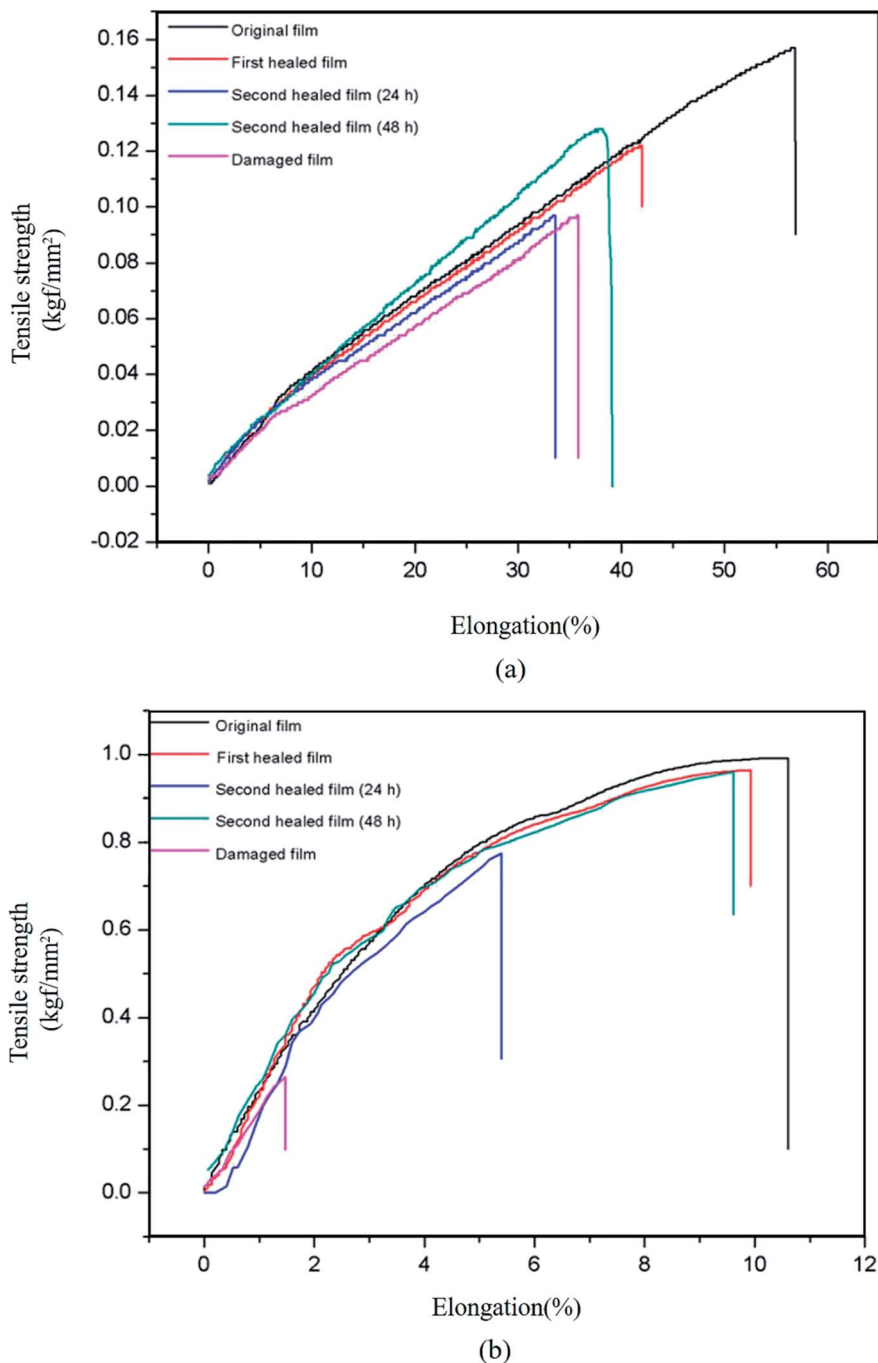 0.16
0.14
0.12
0.10
0.08
0.06
0.04
0.02
0.00
-0.02
Tensile strength
(kgf/mm²)
Original film
First healed film
Second healed film (24 h)
Second healed film (48 h)
Damaged film
0 10 20 30 40 50 60
Elongation(%)
(a)
1.0
0.8
0.6
0.4
0.2
0.0
Tensile strength
(kgf/mm²)
Original film
First healed film
Second healed film (24 h)
Second healed film (48 h)
Damaged film
0 2 4 6 8 10 12
Elongation(%)
(b)